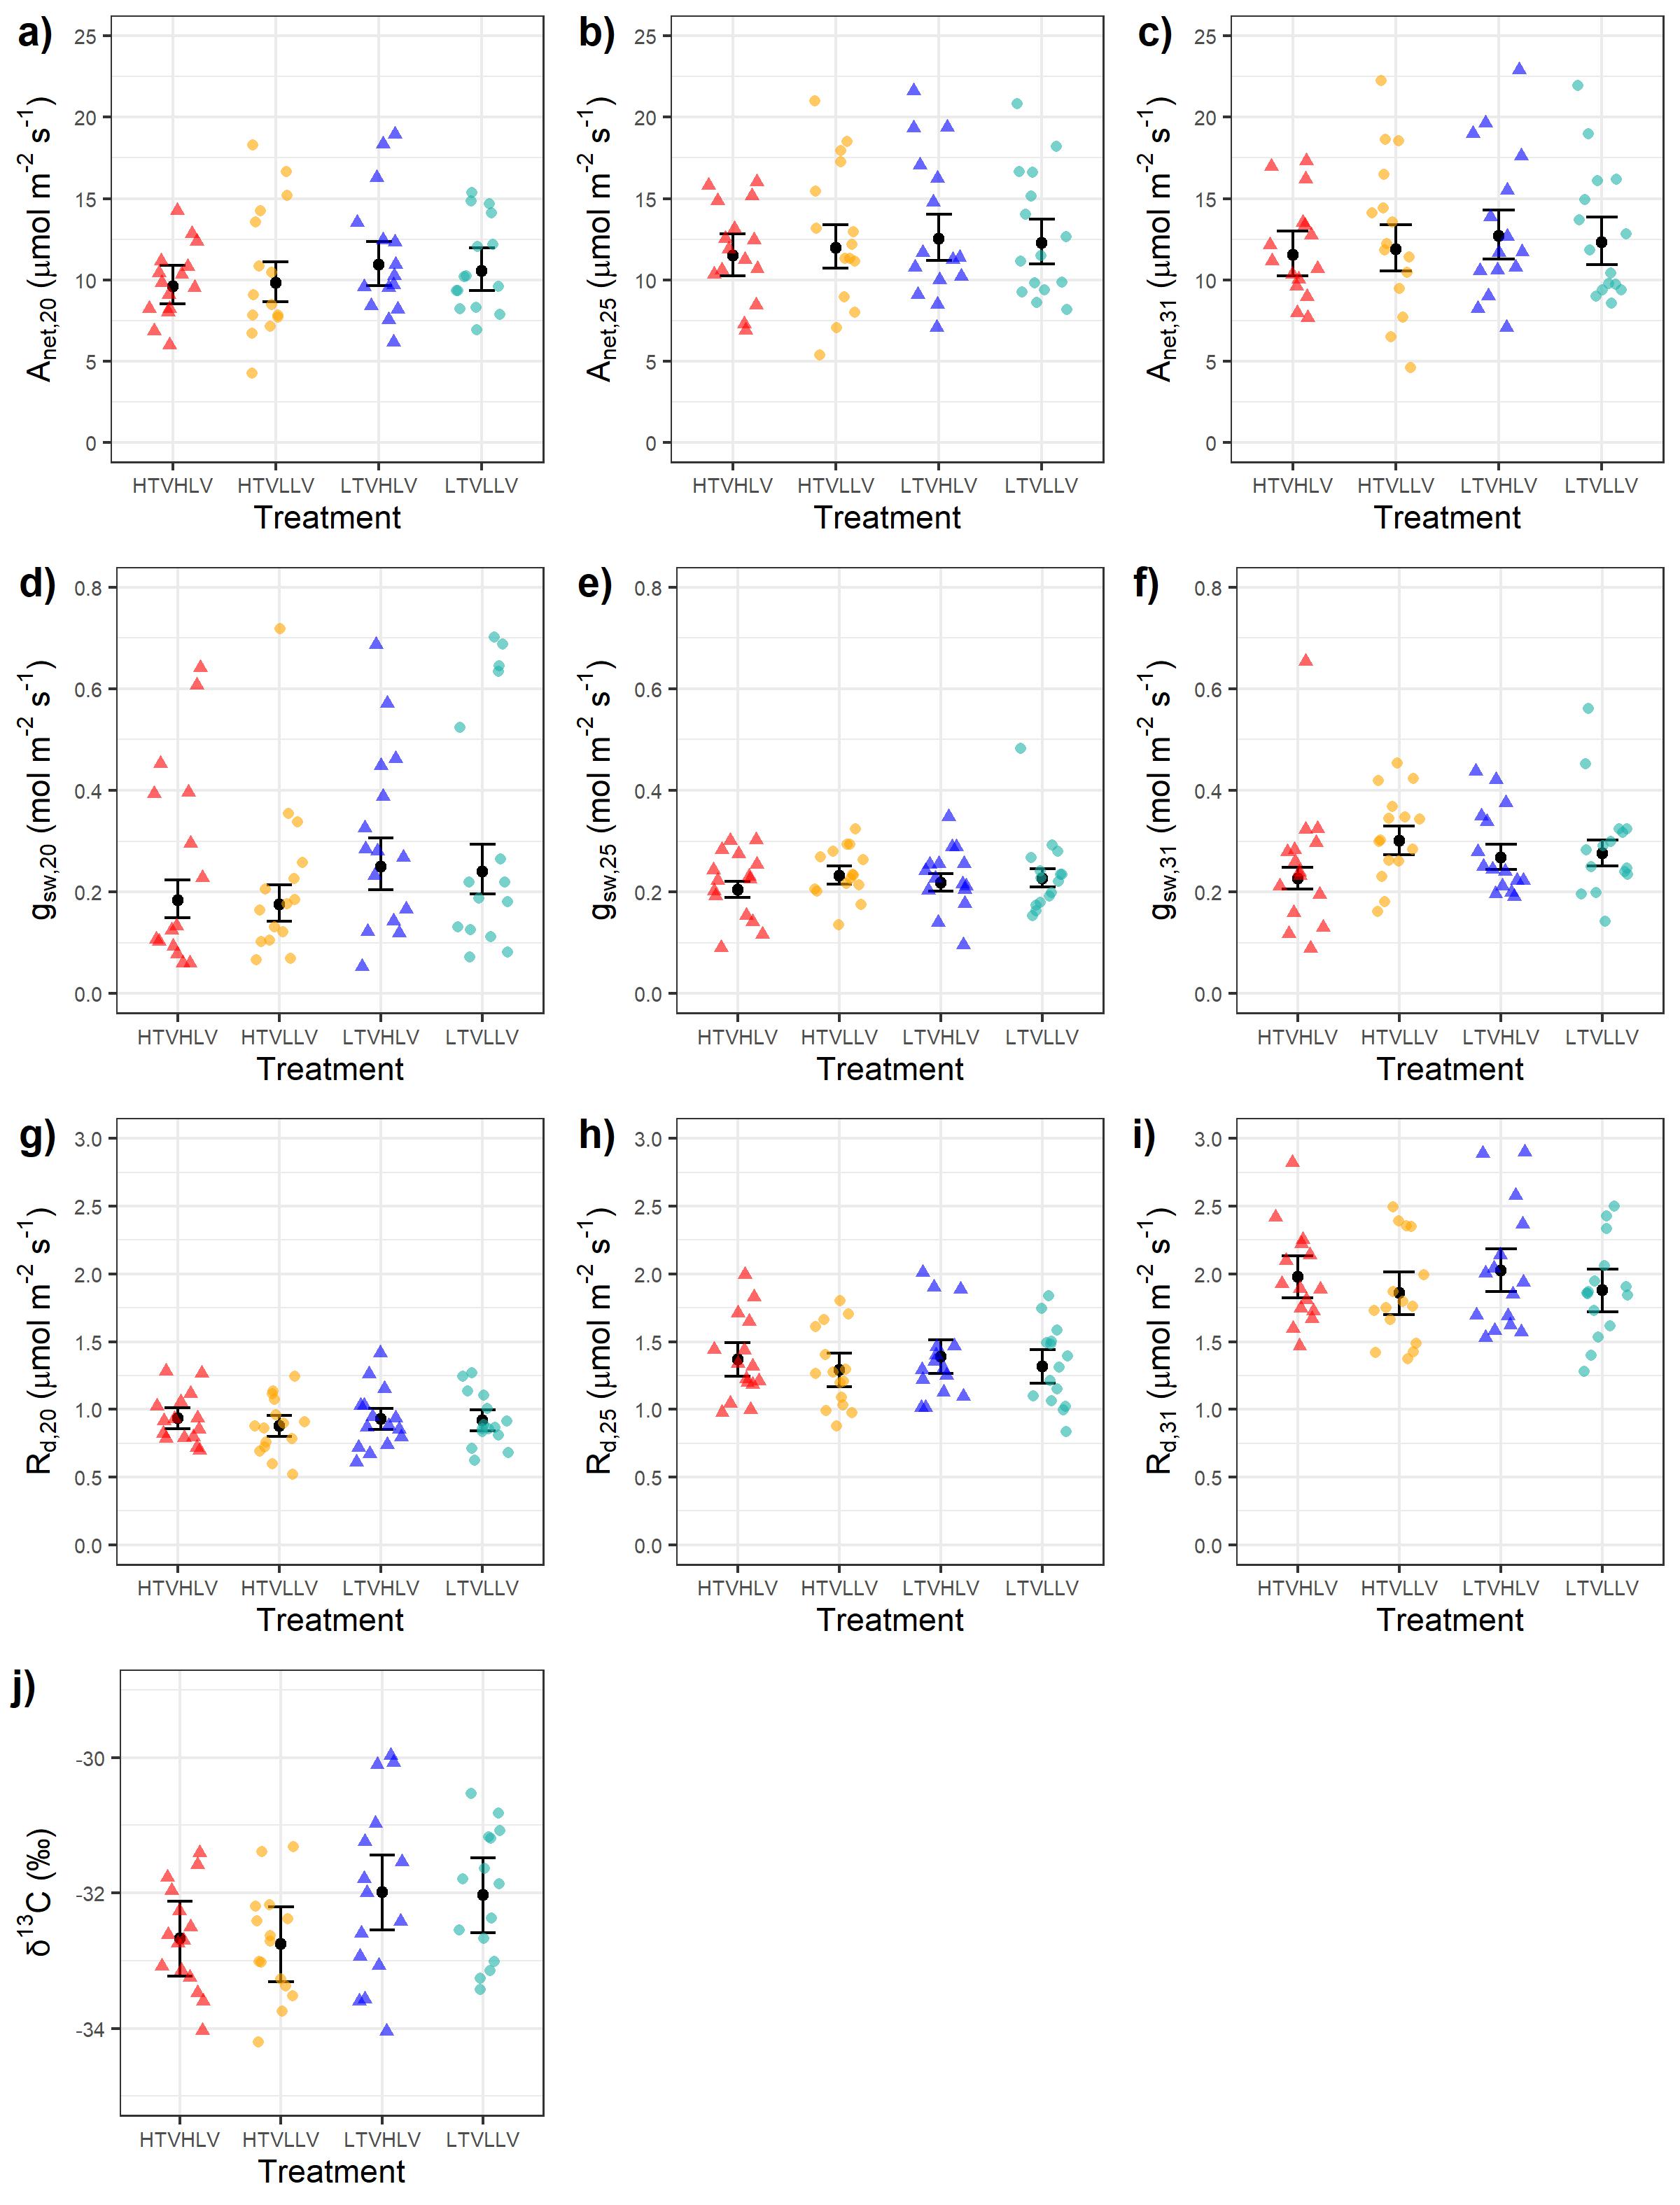 a)
Anet,20 (μmol m-2 s-1)
25
20
15
10
5
0
HTVHLV HTVLLV LTVHLV LTVLLV
Treatment
b)
Anet,25 (μmol m-2 s-1)
25
20
15
10
5
0
HTVHLV HTVLLV LTVHLV LTVLLV
Treatment
c)
Anet,31 (μmol m-2 s-1)
25
20
15
10
5
0
HTVHLV HTVLLV LTVHLV LTVLLV
Treatment
d)
gsw,20 (mol m-2 s-1)
0.8
0.6
0.4
0.2
0.0
HTVHLV HTVLLV LTVHLV LTVLLV
Treatment
e)
gsw,25 (mol m-2 s-1)
0.8
0.6
0.4
0.2
0.0
HTVHLV HTVLLV LTVHLV LTVLLV
Treatment
f)
gsw,31 (mol m-2 s-1)
0.8
0.6
0.4
0.2
0.0
HTVHLV HTVLLV LTVHLV LTVLLV
Treatment
g)
Rd,20 (μmol m-2 s-1)
3.0
2.5
2.0
1.5
1.0
0.5
0.0
HTVHLV HTVLLV LTVHLV LTVLLV
Treatment
h)
Rd,25 (μmol m-2 s-1)
3.0
2.5
2.0
1.5
1.0
0.5
0.0
HTVHLV HTVLLV LTVHLV LTVLLV
Treatment
i)
Rd,31 (μmol m-2 s-1)
3.0
2.5
2.0
1.5
1.0
0.5
0.0
HTVHLV HTVLLV LTVHLV LTVLLV
Treatment
j)
δ13C (‰)
-30
-32
-34
HTVHLV HTVLLV LTVHLV LTVLLV
Treatment